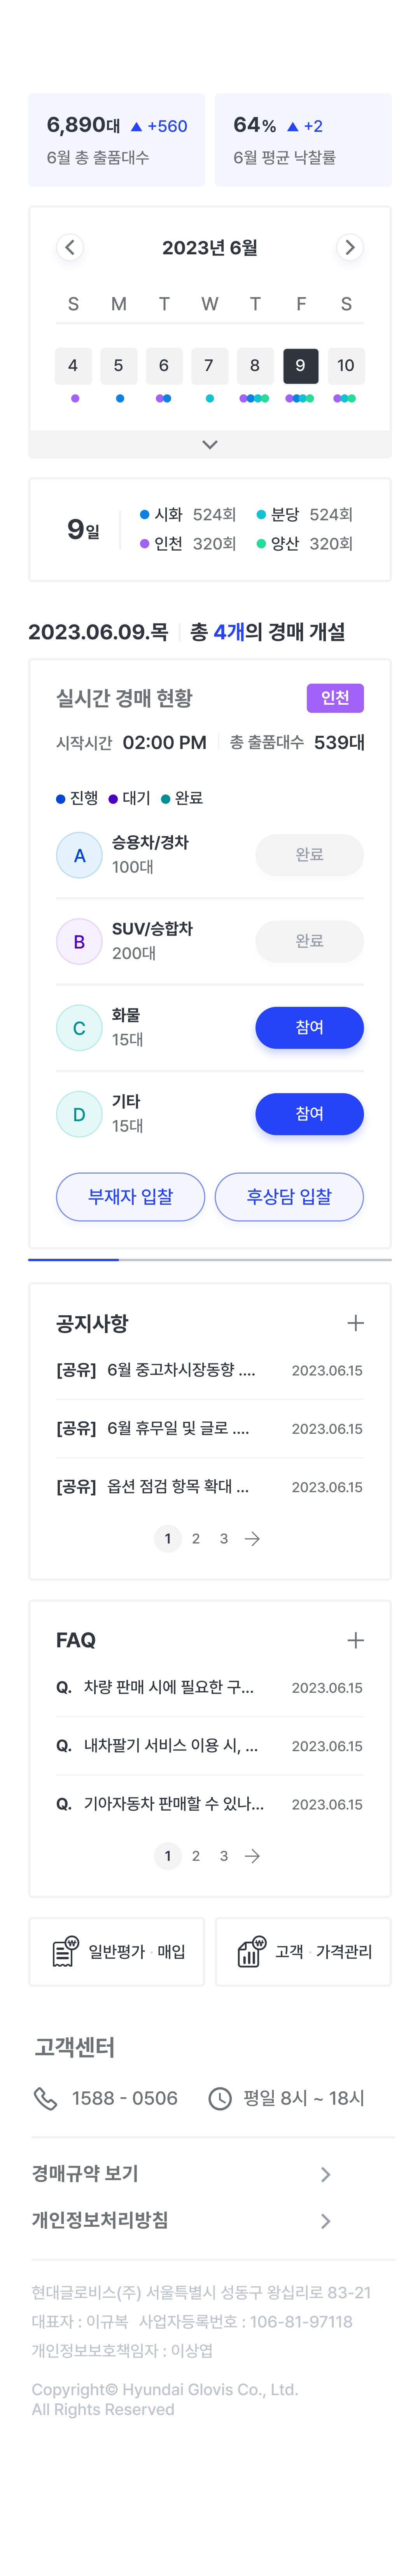 6,890대 ▲ +560
6월 총 출품대수
64% ▲ +2
6월 평균 낙찰률
2023년 6월
S M T W T F S
4 5 6 7 8 9 10
9일
시화 524회 분당 524회
인천 320회 양산 320회
2023.06.09.목 총 4개의 경매 개설
실시간 경매 현황 인천
시작시간 02:00 PM 총 출품대수 539대
진행 대기 완료
A 승용차/경차
100대
완료
B SUV/승합차
200대
완료
C 화물
15대
참여
D 기타
15대
참여
부재자 입찰 후상담 입찰
공지사항
[공유] 6월 중고차시장동향 .... 2023.06.15
[공유] 6월 휴무일 및 글로 .... 2023.06.15
[공유] 옵션 점검 항목 확대 ... 2023.06.15
1 2 3
FAQ
Q. 차량 판매 시에 필요한 구... 2023.06.15
Q. 내차팔기 서비스 이용 시, ... 2023.06.15
Q. 기아자동차 판매할 수 있나... 2023.06.15
1 2 3
일반평가 · 매입
고객 · 가격관리
고객센터
1588 - 0506 평일 8시 ~ 18시
경매규약 보기
개인정보처리방침
현대글로비스(주) 서울특별시 성동구 왕십리로 83-21
대표자 : 이규복 사업자등록번호 : 106-81-97118
개인정보보호책임자 : 이상엽
Copyright© Hyundai Glovis Co., Ltd.
All Rights Reserved